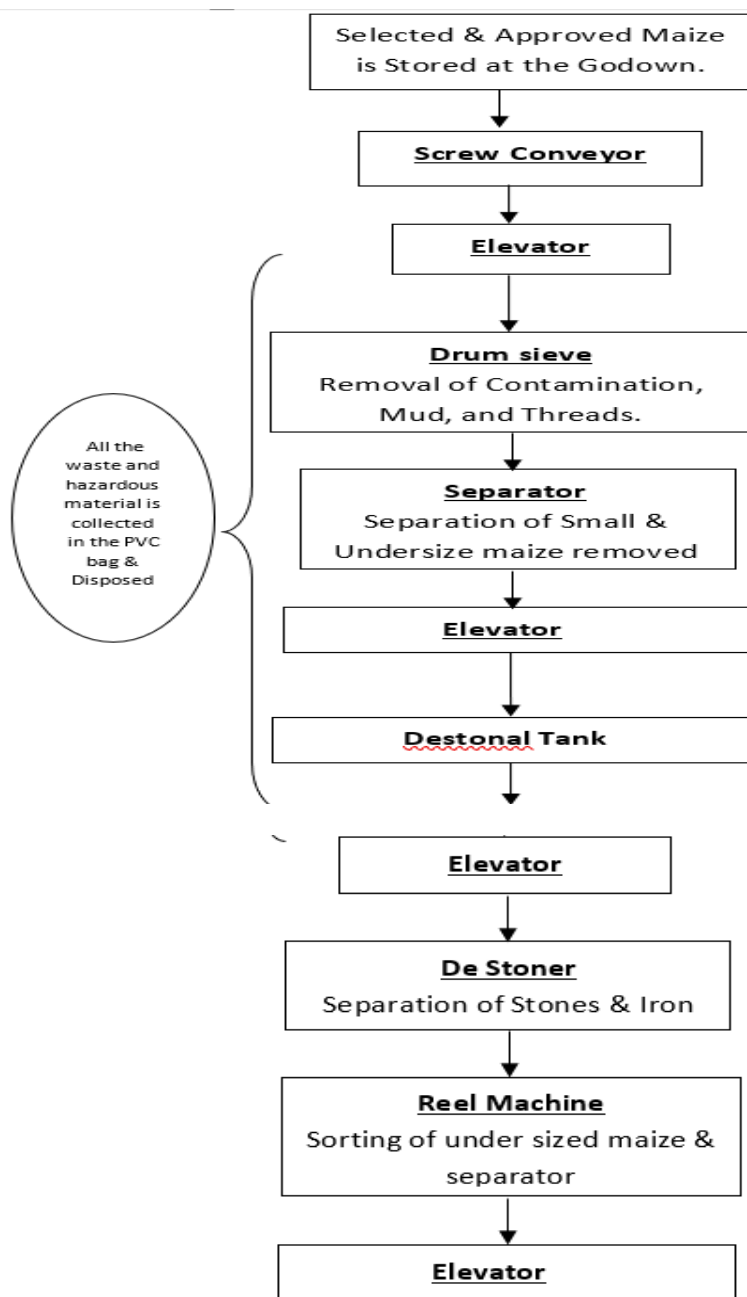 Selected & Approved Maize
is Stored at the Godown.
Screw Conveyor
Elevator
Drum sieve
Removal of Contamination,
Mud, and Threads.
Separator
Separation of Small &
Undersize maize removed
Elevator
Destonal Tank
All the
waste and
hazardous
material is
collected
in the PVC
bag &
Disposed
Elevator
De Stoner
Separation of Stones & Iron
Reel Machine
Sorting of under sized maize &
separator
Elevator